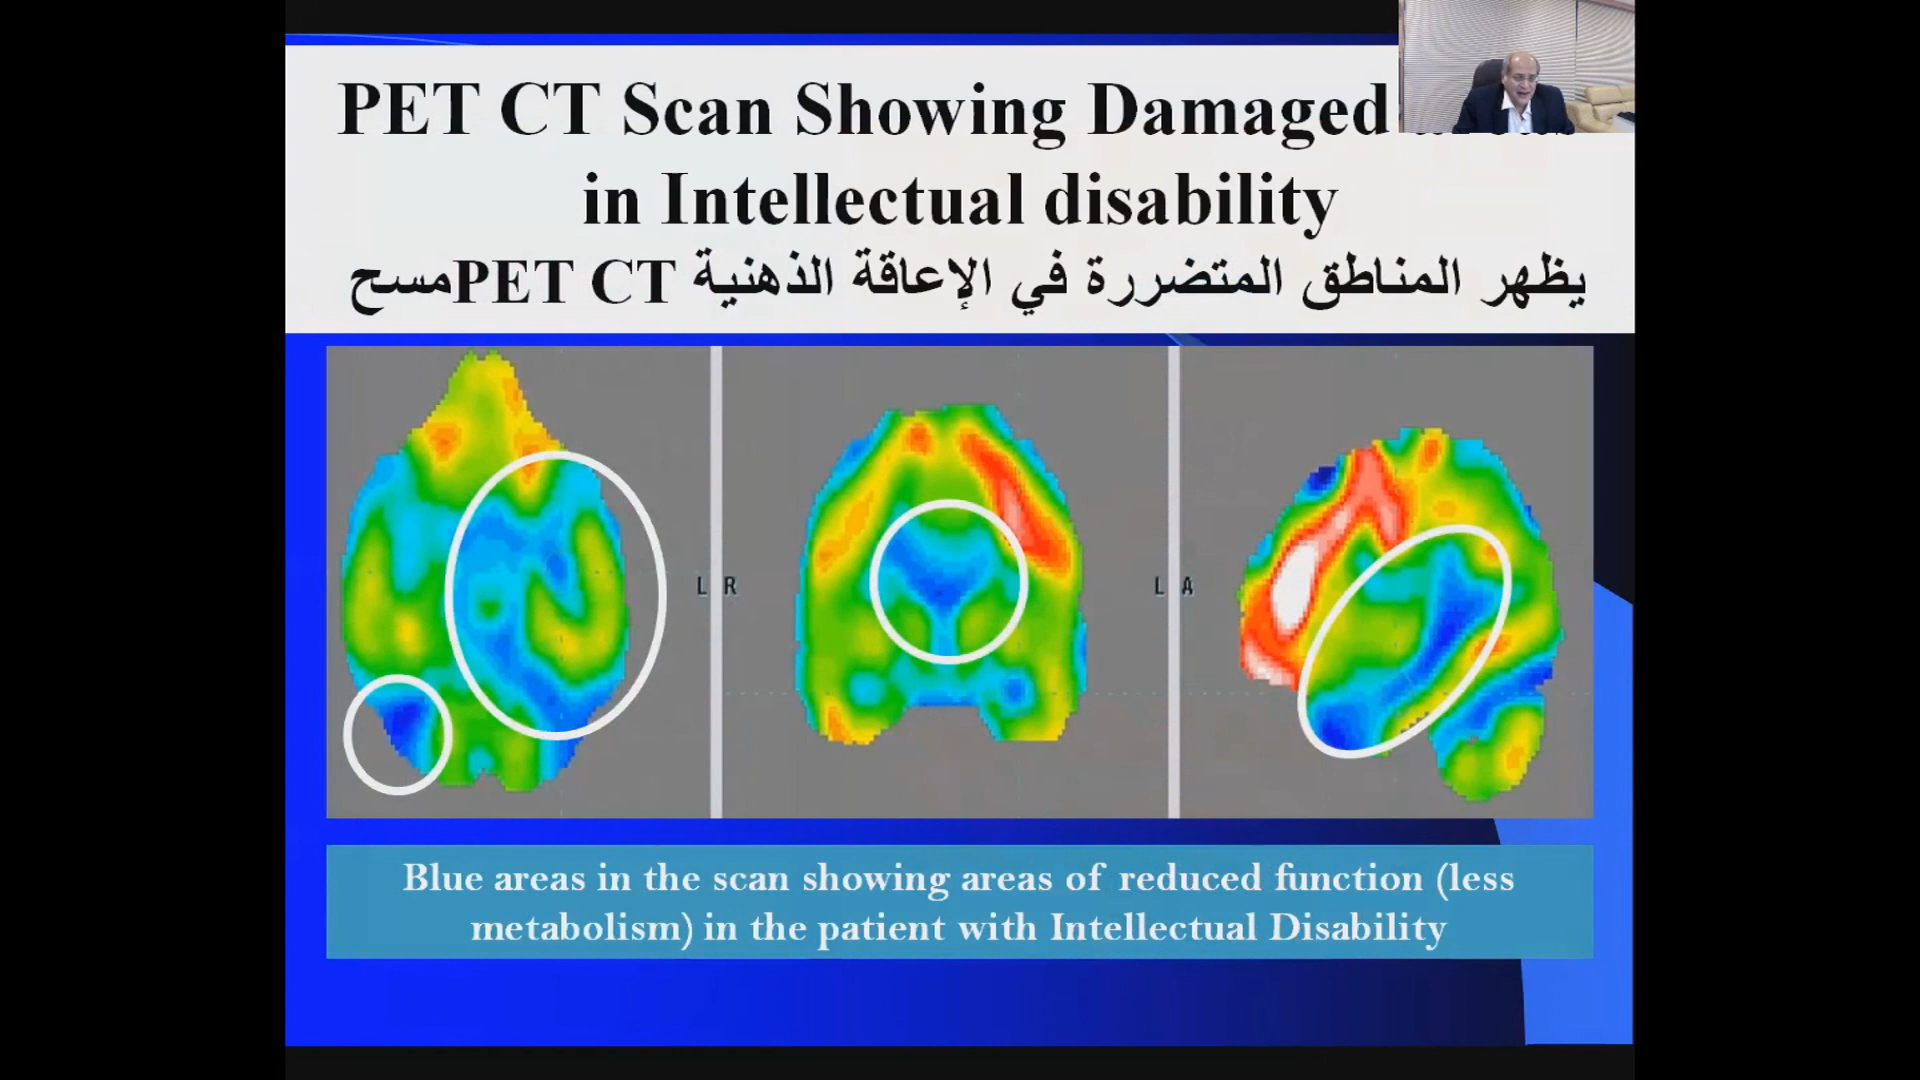 PET CT Scan Showing Damaged
in Intellectual disability
يظهر المناطق المتضررة في الإعاقة الذهنية PET CTمسح
L R
L A
Blue areas in the scan showing areas of reduced function (less
metabolism) in the patient with Intellectual Disability